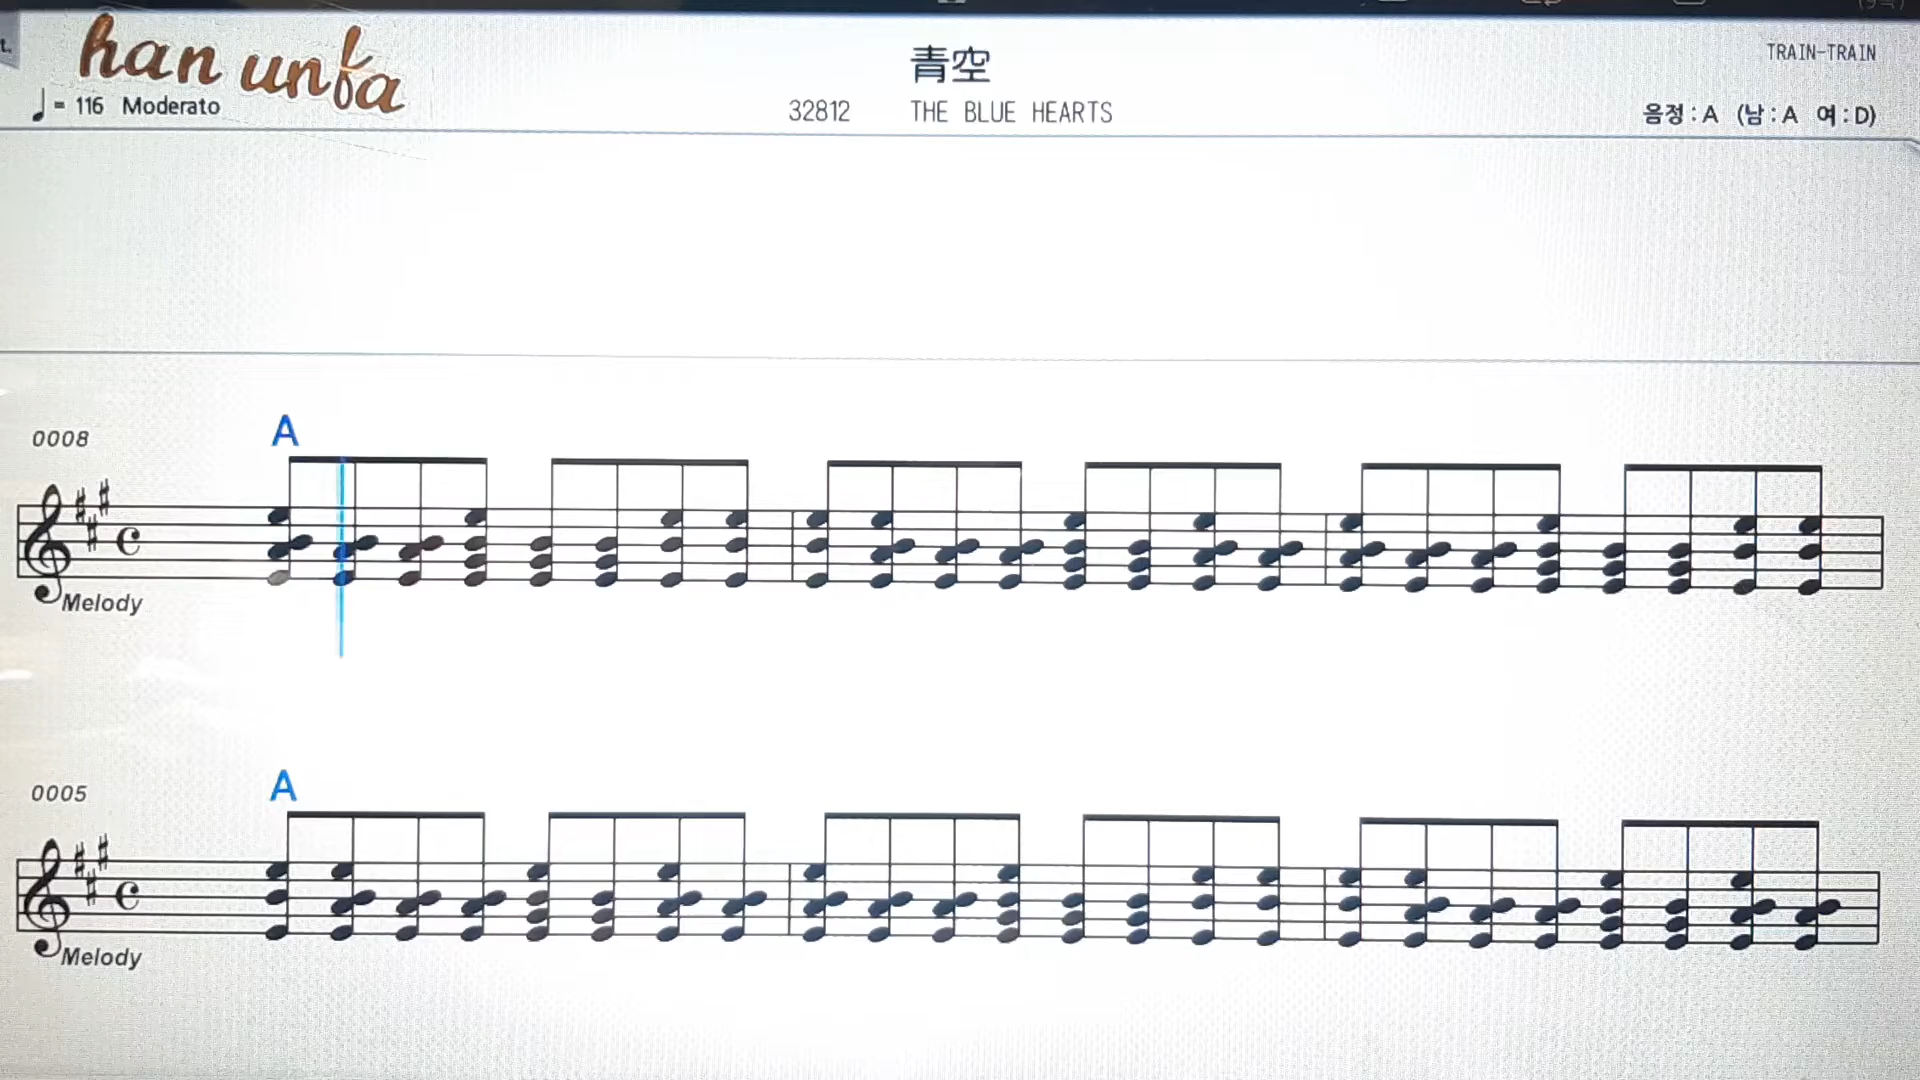 han unfa
青空
TRAIN-TRAIN
♩= 116 Moderato
32812 THE BLUE HEARTS
음정 : A (남 : A 여 : D)
0008
A
Melody
0005
A
Melody